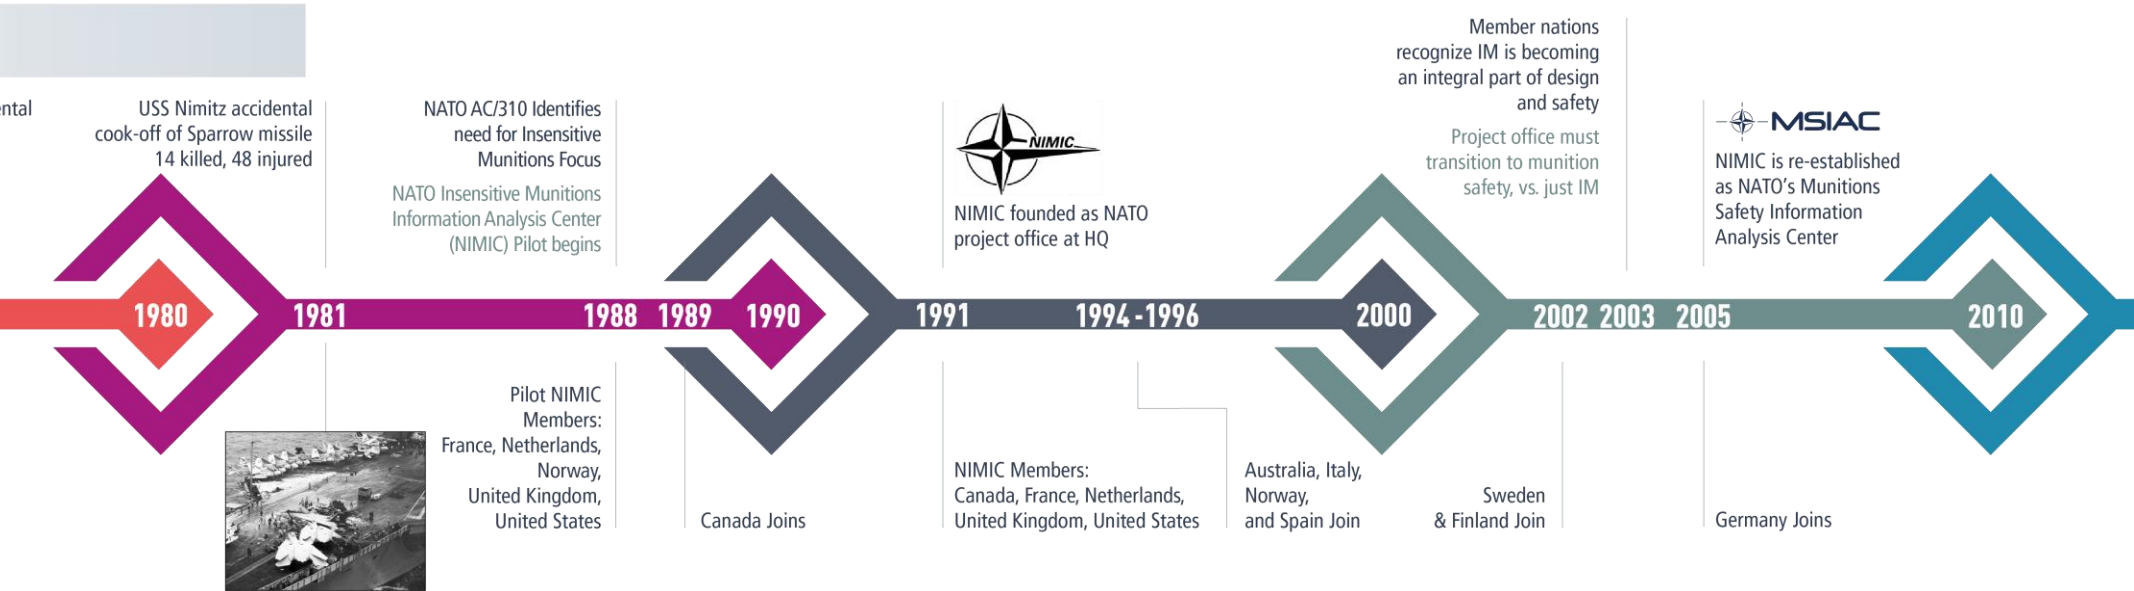 USS Nimitz accidental
cook-off of Sparrow missile
14 killed, 48 injured
NATO AC/310 Identifies
need for Insensitive
Munitions Focus
NATO Insensitive Munitions
Information Analysis Center
(NIMIC) Pilot begins
NIMIC
NIMIC founded as NATO
project office at HQ
Member nations
recognize IM is becoming
an integral part of design
and safety
Project office must
transition to munition
safety, vs. just IM
MSIAC
NIMIC is re-established
as NATO's Munitions
Safety Information
Analysis Center
1980 1981 1988 1989 1990 1991 1994-1996 2000 2002 2003 2005 2010
Pilot NIMIC
Members:
France, Netherlands,
Norway,
United Kingdom,
United States
Canada Joins
NIMIC Members:
Canada, France, Netherlands,
United Kingdom, United States
Australia, Italy,
Norway,
and Spain Join
Sweden
& Finland Join
Germany Joins